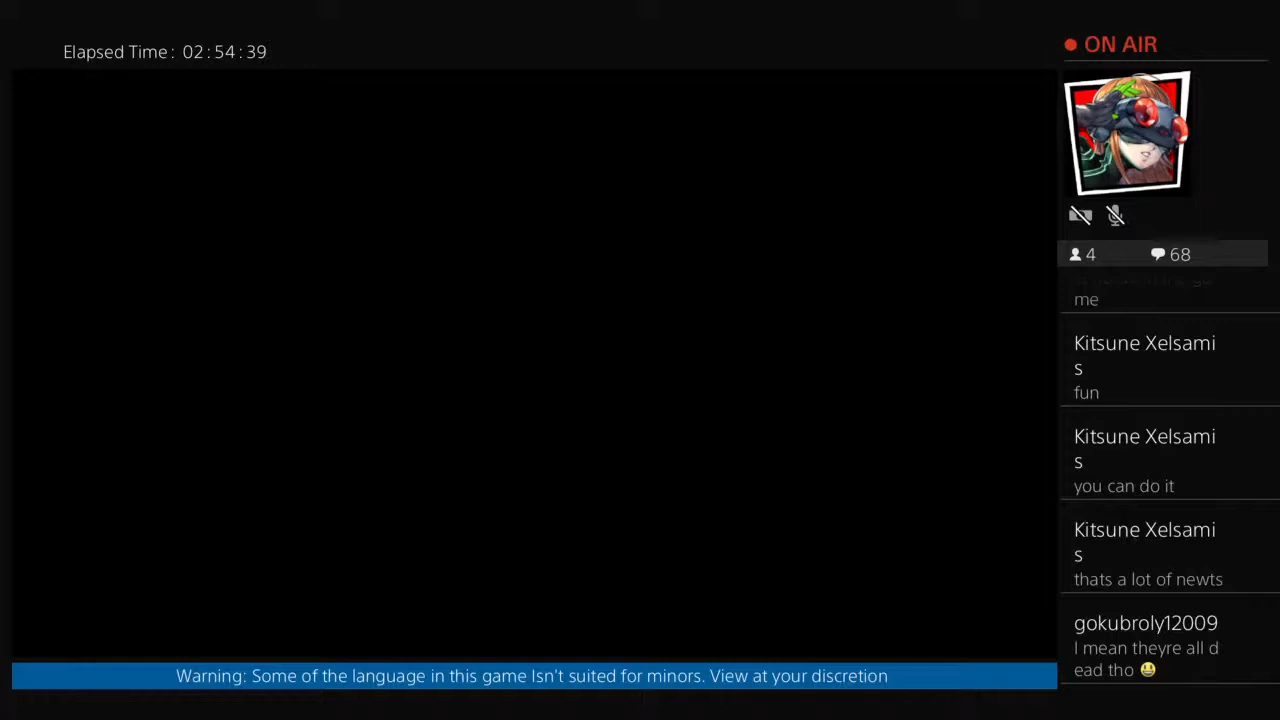 Elapsed Time: 02:54:39
ON AIR
4 68
me
Kitsune Xelsami
s
fun
Kitsune Xelsami
s
you can do it
Kitsune Xelsami
s
thats a lot of newts
gokubroly12009
I mean theyre all d
ead tho 😃
Warning: Some of the language in this game Isn't suited for minors. View at your discretion